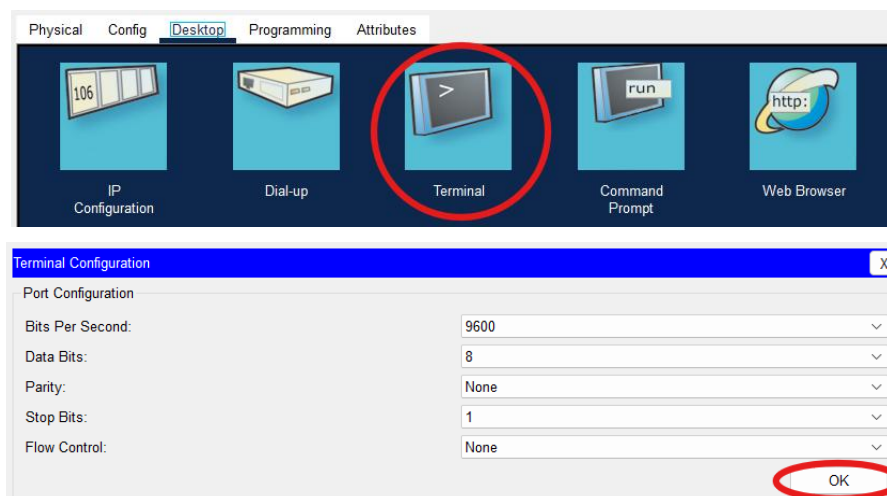 Physical Config Desktop Programming Attributes
106
>
run
http:
IP
Configuration
Dial-up
Terminal
Command
Prompt
Web Browser
Terminal Configuration
X
Port Configuration
Bits Per Second:
9600
Data Bits:
8
Parity:
None
Stop Bits:
1
Flow Control:
None
OK